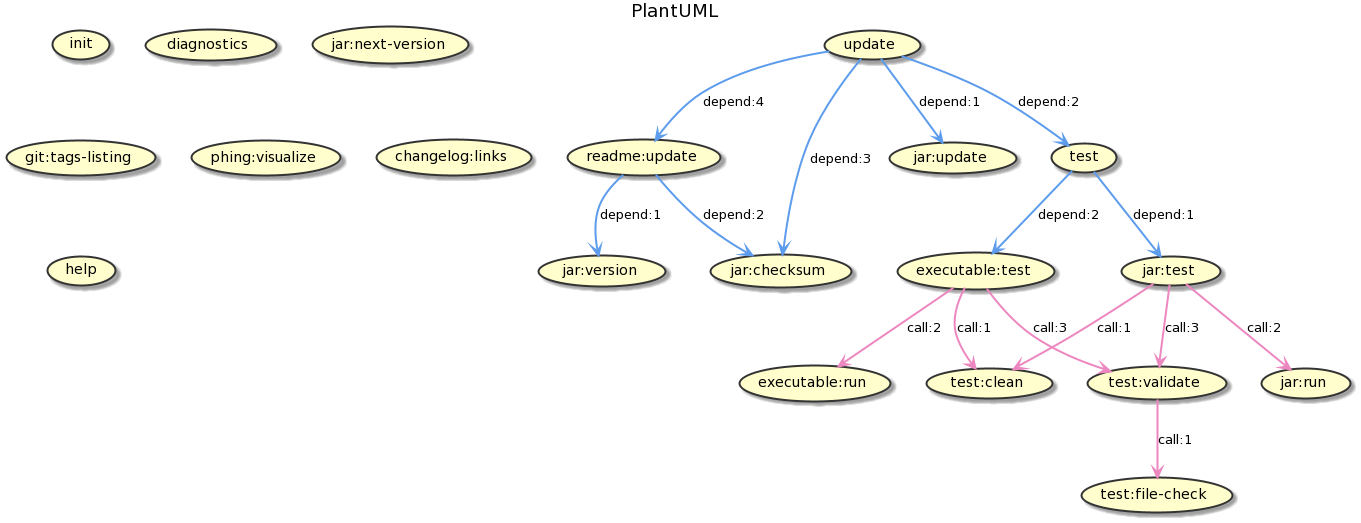 PlantUML
init
diagnostics
jar:next-version
update
depend:4
depend:1
depend:2
git:tags-listing
phing:visualize
changelog:links
readme:update
depend:3
jar:update
test
depend:1
depend:2
depend:2
depend:1
help
jar:version
jar:checksum
executable:test
jar:test
call:2
call:1
call:3
call:1
call:3
call:2
executable:run
test:clean
test:validate
jar:run
call:1
test:file-check